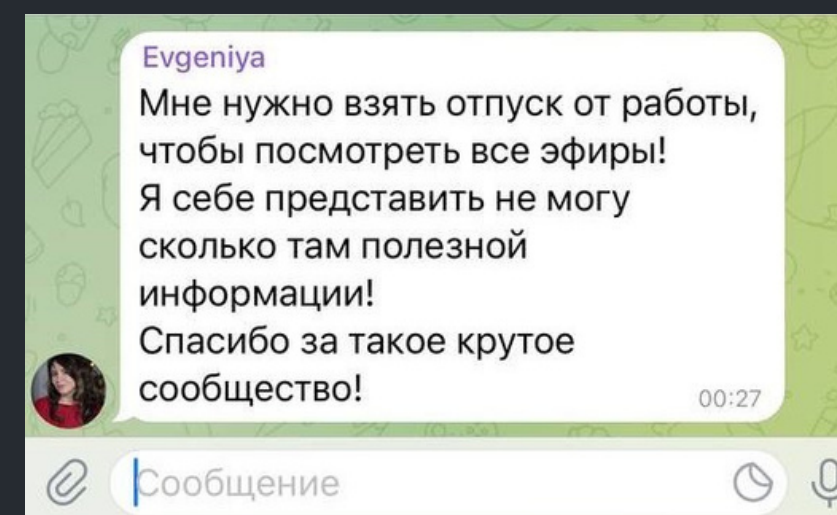 Evgeniya
Мне нужно взять отпуск от работы,
чтобы посмотреть все эфиры!
Я себе представить не могу
сколько там полезной
информации!
Спасибо за такое крутое
сообщество!
00:27
Сообщение